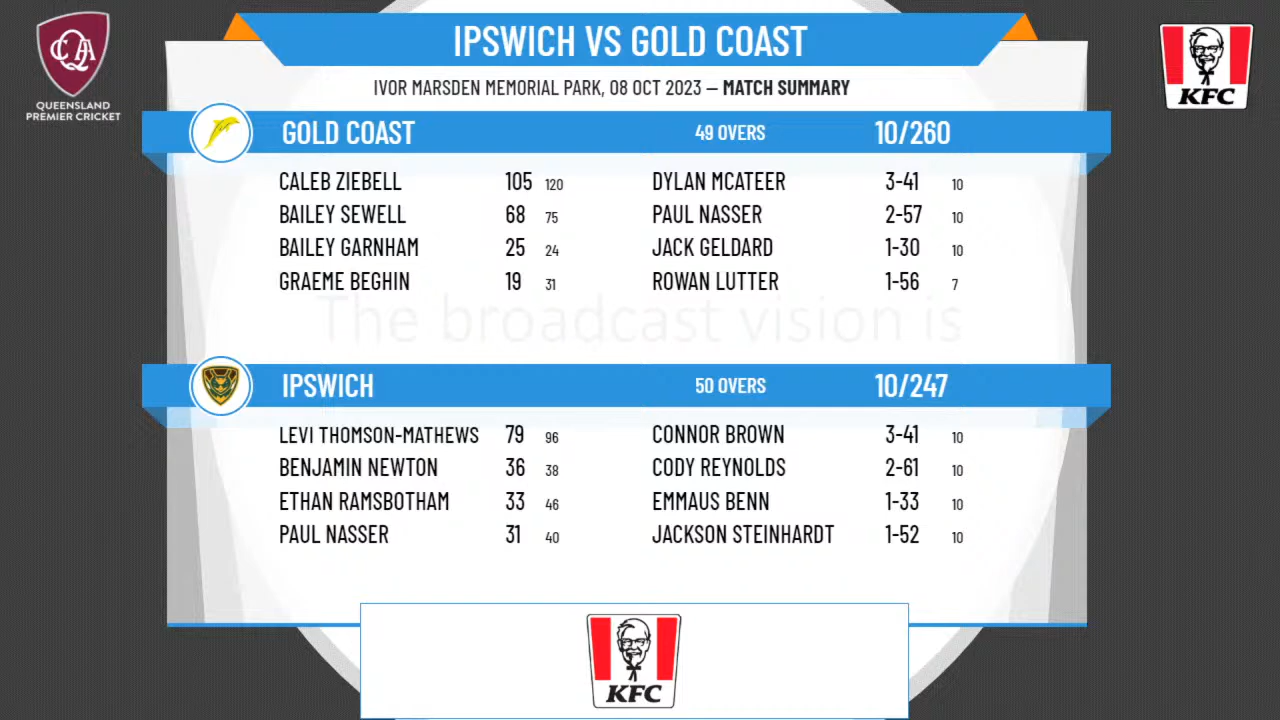 IPSWICH VS GOLD COAST
QUEENSLAND
PREMIER CRICKET
KFC
IVOR MARSDEN MEMORIAL PARK, 08 OCT 2023 – MATCH SUMMARY
GOLD COAST 49 OVERS 10/260
CALEB ZIEBELL 105 120 DYLAN MCATEER 3-41 10
BAILEY SEWELL 68 75 PAUL NASSER 2-57 10
BAILEY GARNHAM 25 24 JACK GELDARD 1-30 10
GRAEME BEGHIN 19 31 ROWAN LUTTER 1-56 7
The broadcast vision is
IPSWICH 50 OVERS 10/247
LEVI THOMSON-MATHEWS 79 96 CONNOR BROWN 3-41 10
BENJAMIN NEWTON 36 38 CODY REYNOLDS 2-61 10
ETHAN RAMSBOTHAM 33 46 EMMAUS BENN 1-33 10
PAUL NASSER 31 40 JACKSON STEINHARDT 1-52 10
KFC